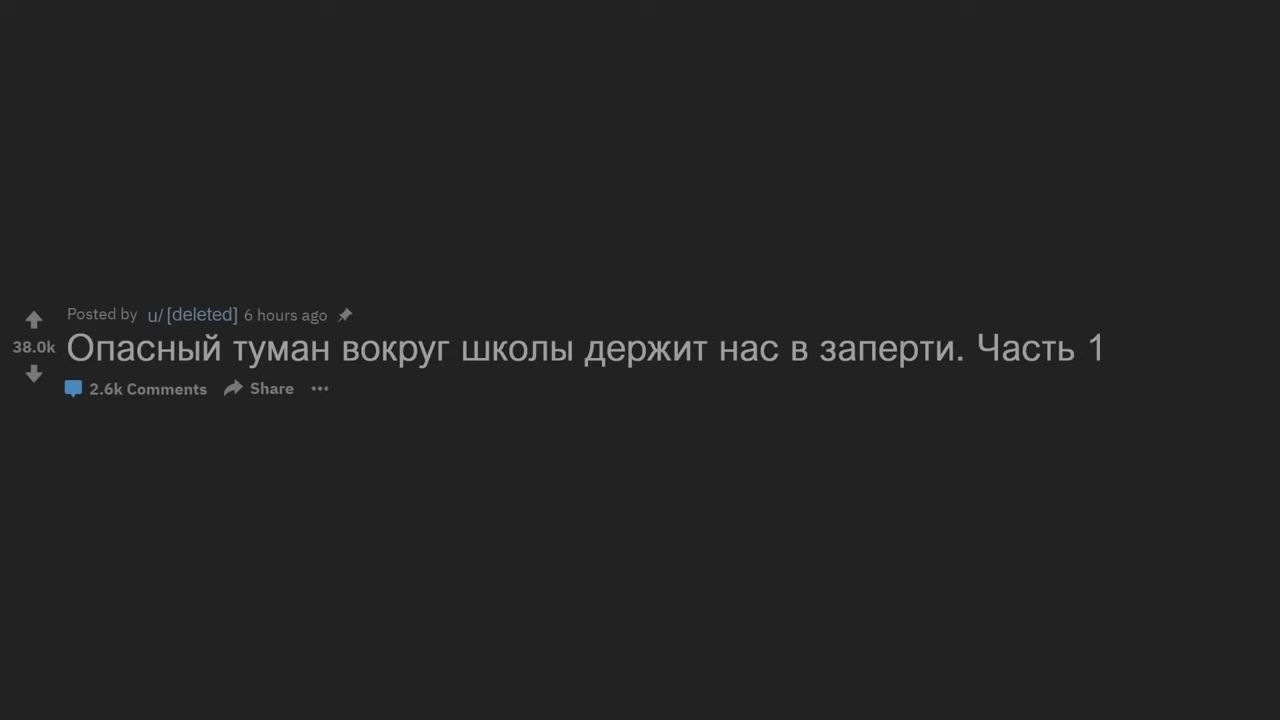 Posted by u/[deleted] 6 hours ago
38.0k Опасный туман вокруг школы держит нас в заперти. Часть 1
2.6k Comments Share